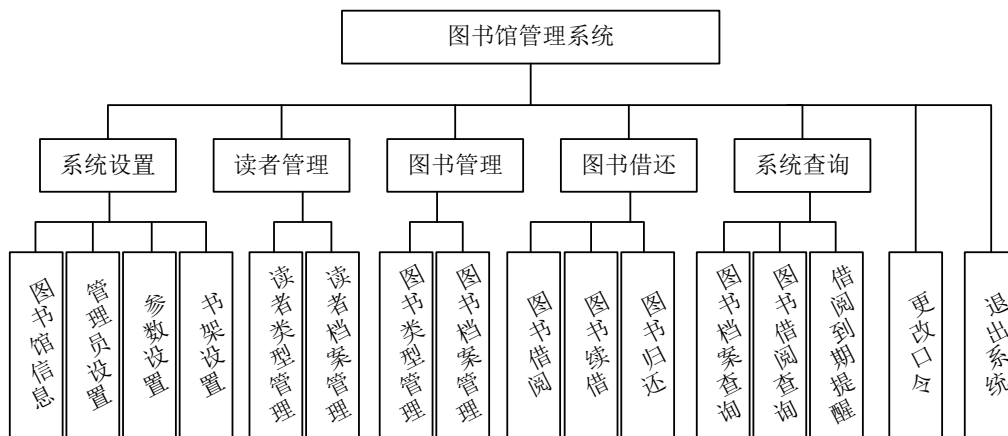 图书馆管理系统
系统设置
读者管理
图书管理
图书借还
系统查询
图书馆信息
管理员设置
参数设置
书架设置
读者类型管理
读者档案管理
图书类型管理
图书档案管理
图书借阅
图书续借
图书归还
图书档案查询
图书借阅查询
借阅到期提醒
更改口令
退出系统